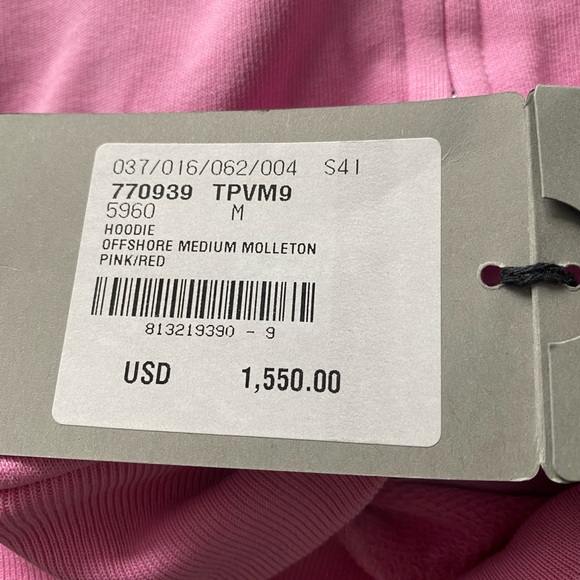 037/016/062/004 S41
770939 TPVM9
5960 M
HOODIE
OFFSHORE MEDIUM MOLLETON
PINK/RED
813219390 - 9
USD 1,550.00